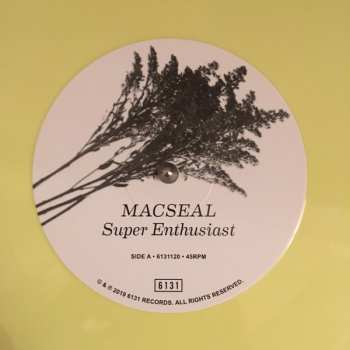 MACSEAL
Super Enthusiast
SIDE A • 6131120 • 45RPM
6131
© & ℗ 2019 6131 RECORDS. ALL RIGHTS RESERVED.